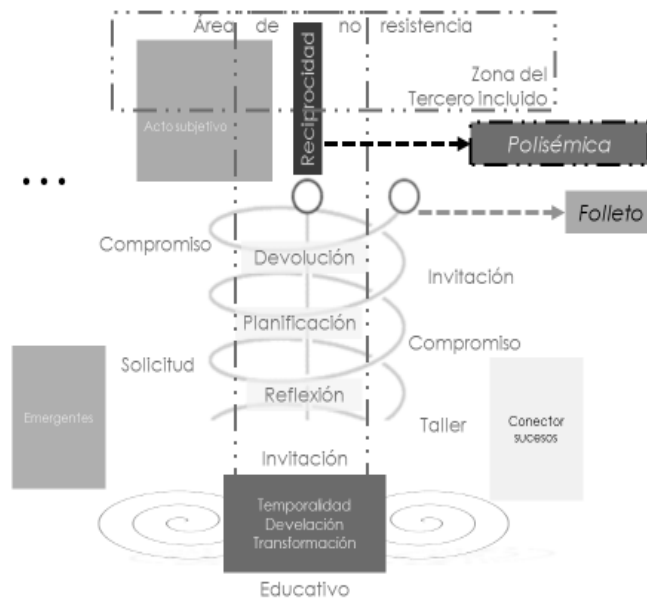 Área de no resistencia
Zona del
Tercero incluido
Acto subjetivo
Reciprocidad
Polisémica
...
Folleto
Compromiso
Devolución
Invitación
Planificación
Compromiso
Solicitud
Reflexión
Emergentes
Taller
Conector
sucesos
Invitación
Temporalidad
Develación
Transformación
Educativo